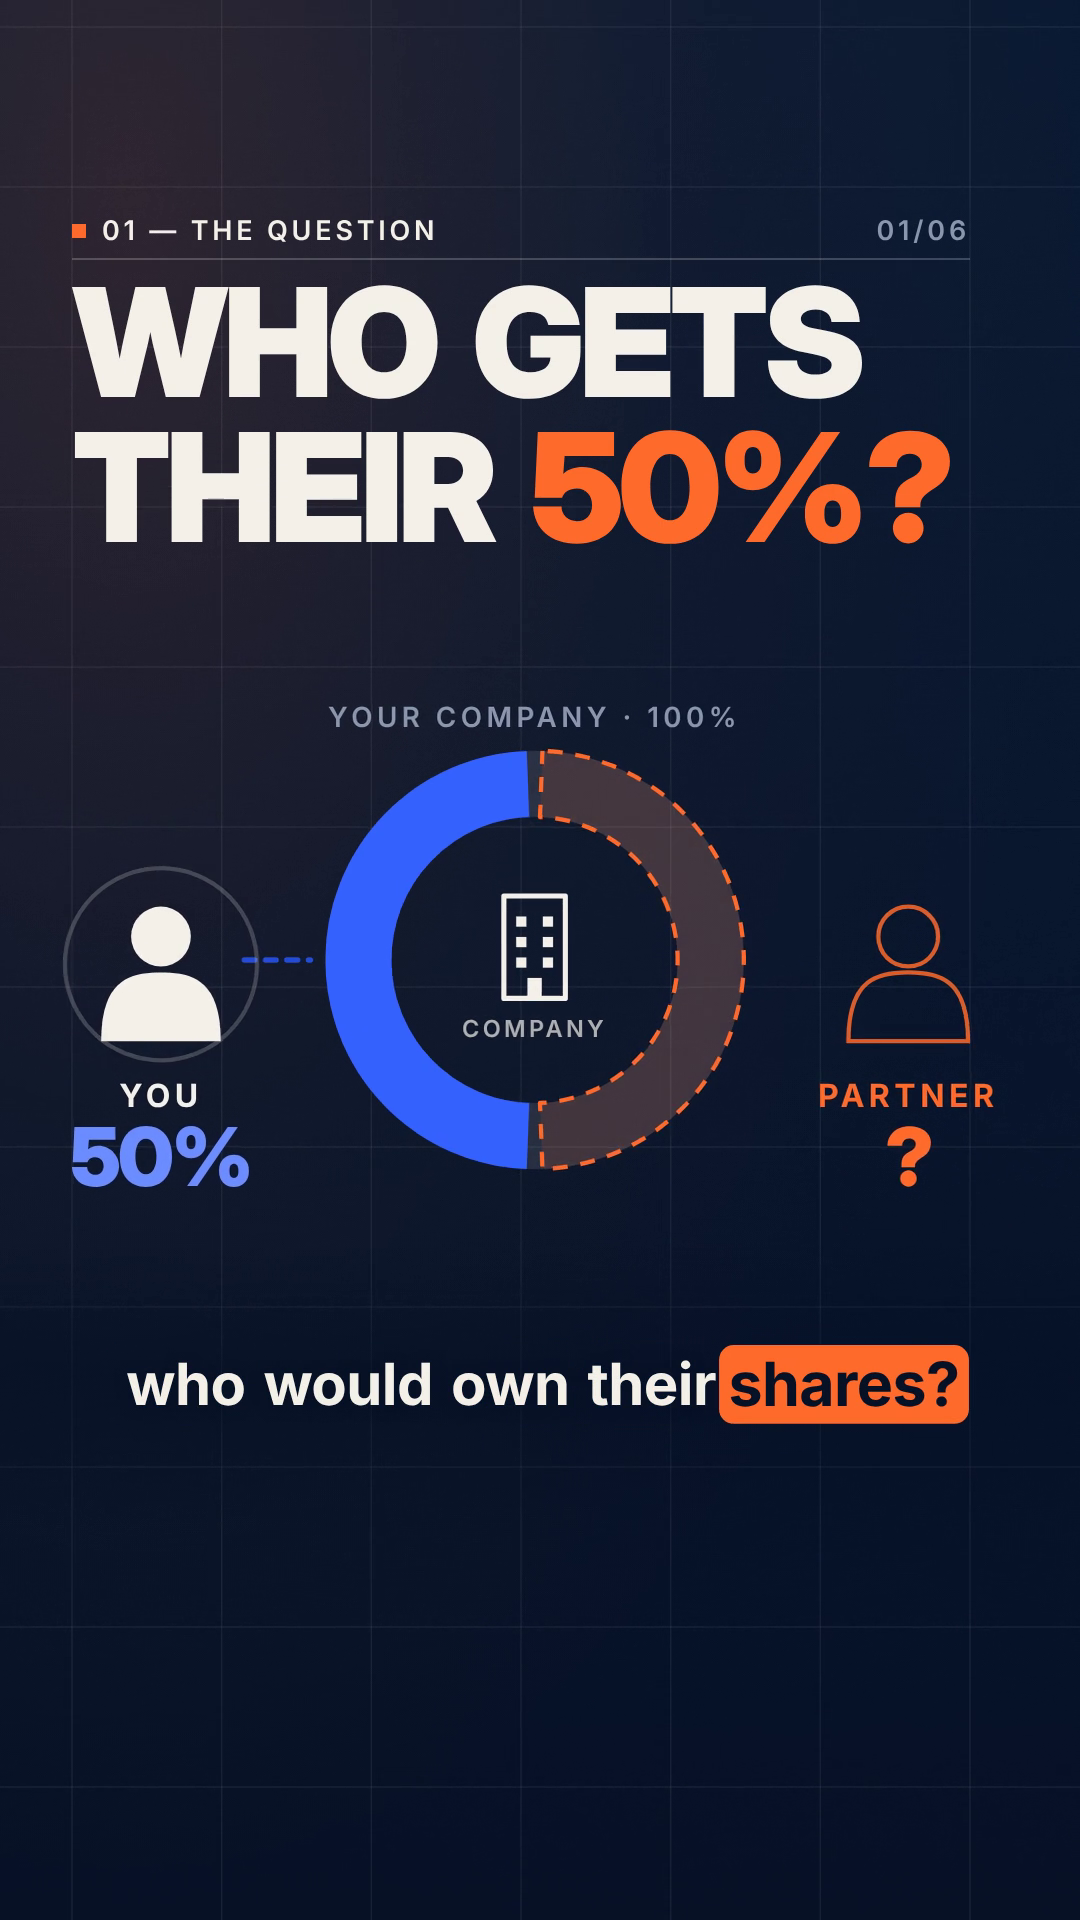 01 — THE QUESTION
01/06
WHO GETS
THEIR 50%?
YOUR COMPANY · 100%
COMPANY
YOU
50%
PARTNER
?
who would own their shares?